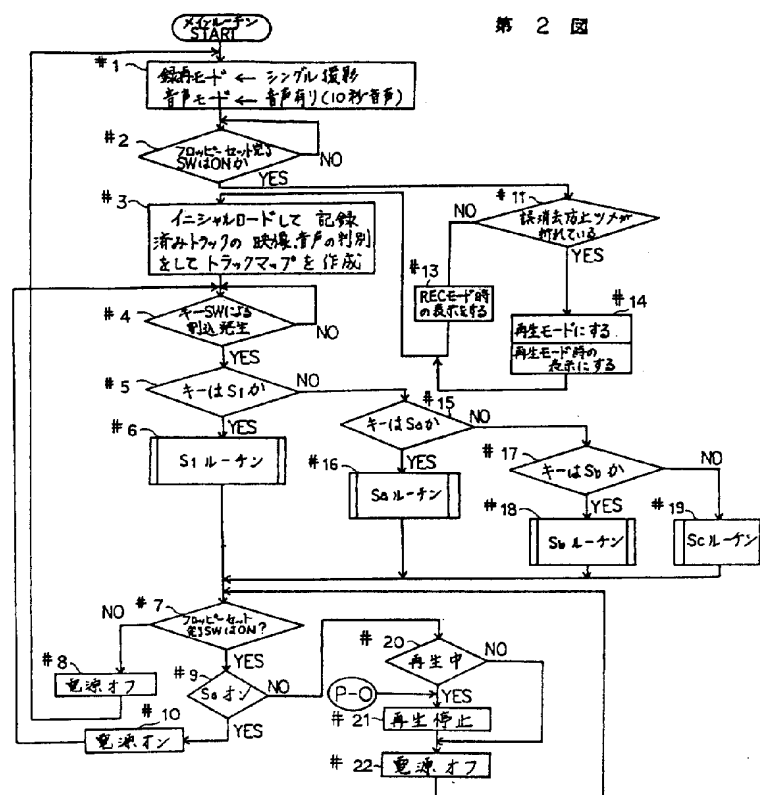 第 2 図
メインルーチン
START
#1
録再モード ← シングル撮影
音声モード ← 音声有り(10秒音声)
#2
フロッピーセット完了
SWはONか
NO
YES
#3
イニシャルロードして 記録
済みトラックの 映像,音声の判別
をして トラックマップを作成
#11
誤消去防止ツメが
折れている
NO
YES
#13
RECモード時
の表示をする
#14
再生モードにする
再生モード時の
表示にする
#4
キーSWによる
割込発生
NO
YES
#5
キーはS1か
NO
YES
#6
S1 ルーチン
#15
キーはSaか
NO
YES
#16
Sa ルーチン
#17
キーはSbか
NO
YES
#18
Sb ルーチン
#19
Sc ルーチン
#7
フロッピーセット
完了SWはON?
NO
YES
#8
電源オフ
#9
オン
NO
YES
#10
電源オン
#20
再生中
NO
YES
P-0
#21
再生停止
#22
電源オフ